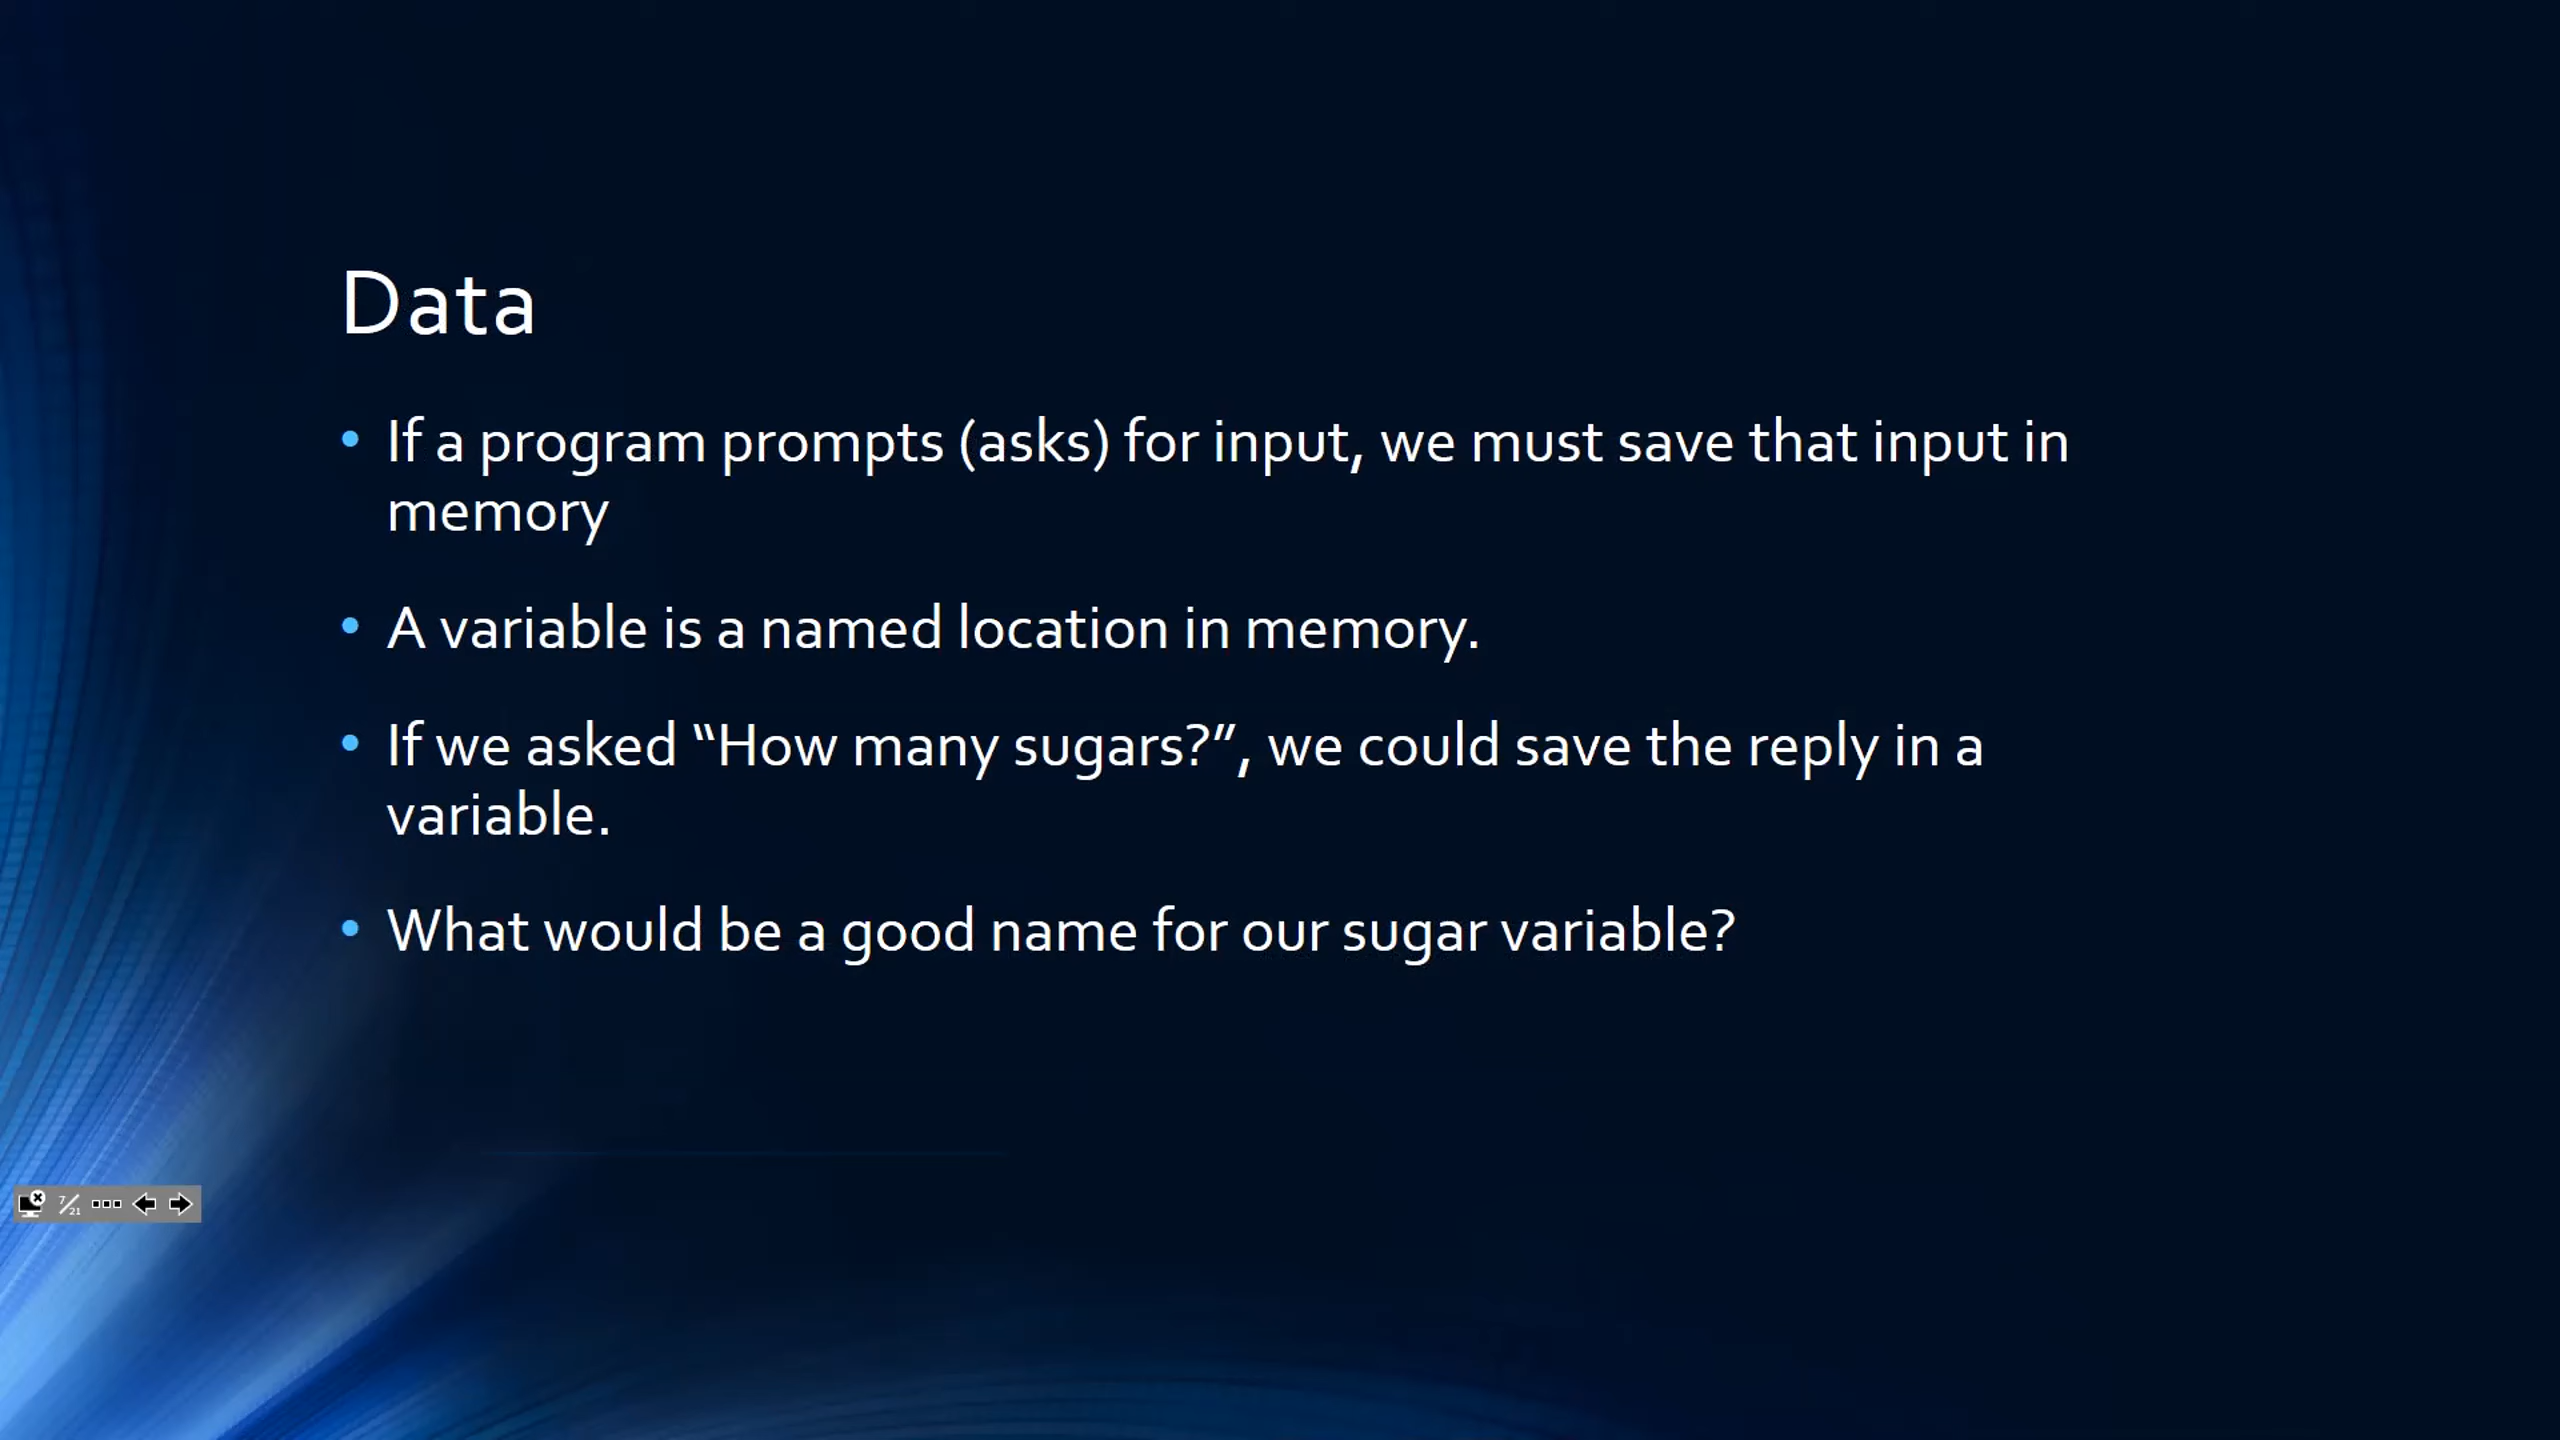 Data
• If a program prompts (asks) for input, we must save that input in
memory
• A variable is a named location in memory.
• If we asked “How many sugars?”, we could save the reply in a
variable.
• What would be a good name for our sugar variable?
7/21